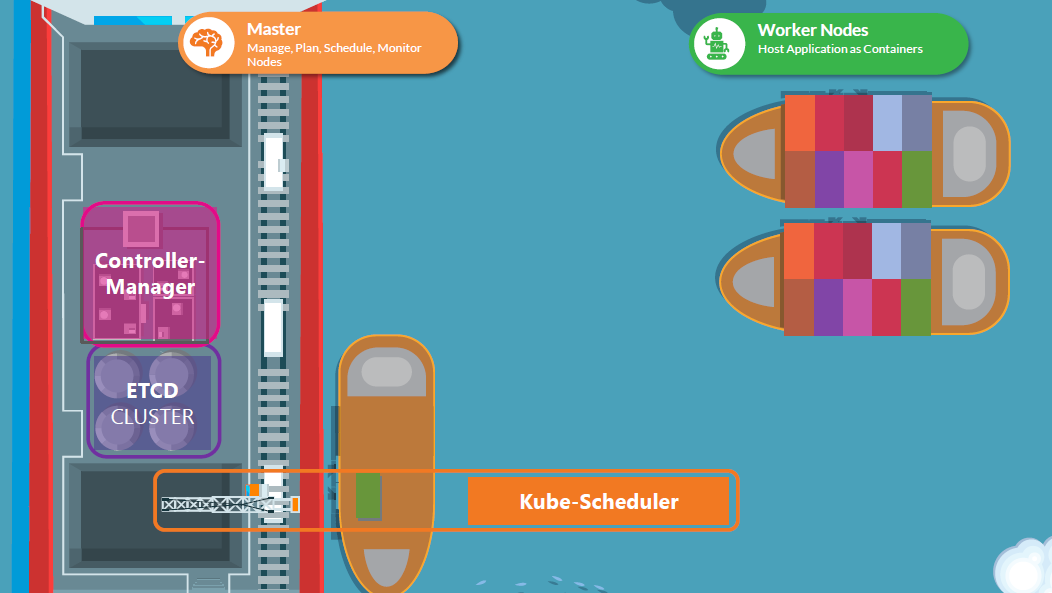 Master
Manage, Plan, Schedule, Monitor
Nodes
Worker Nodes
Host Application as Containers
Controller-
Manager
ETCD
CLUSTER
Kube-Scheduler